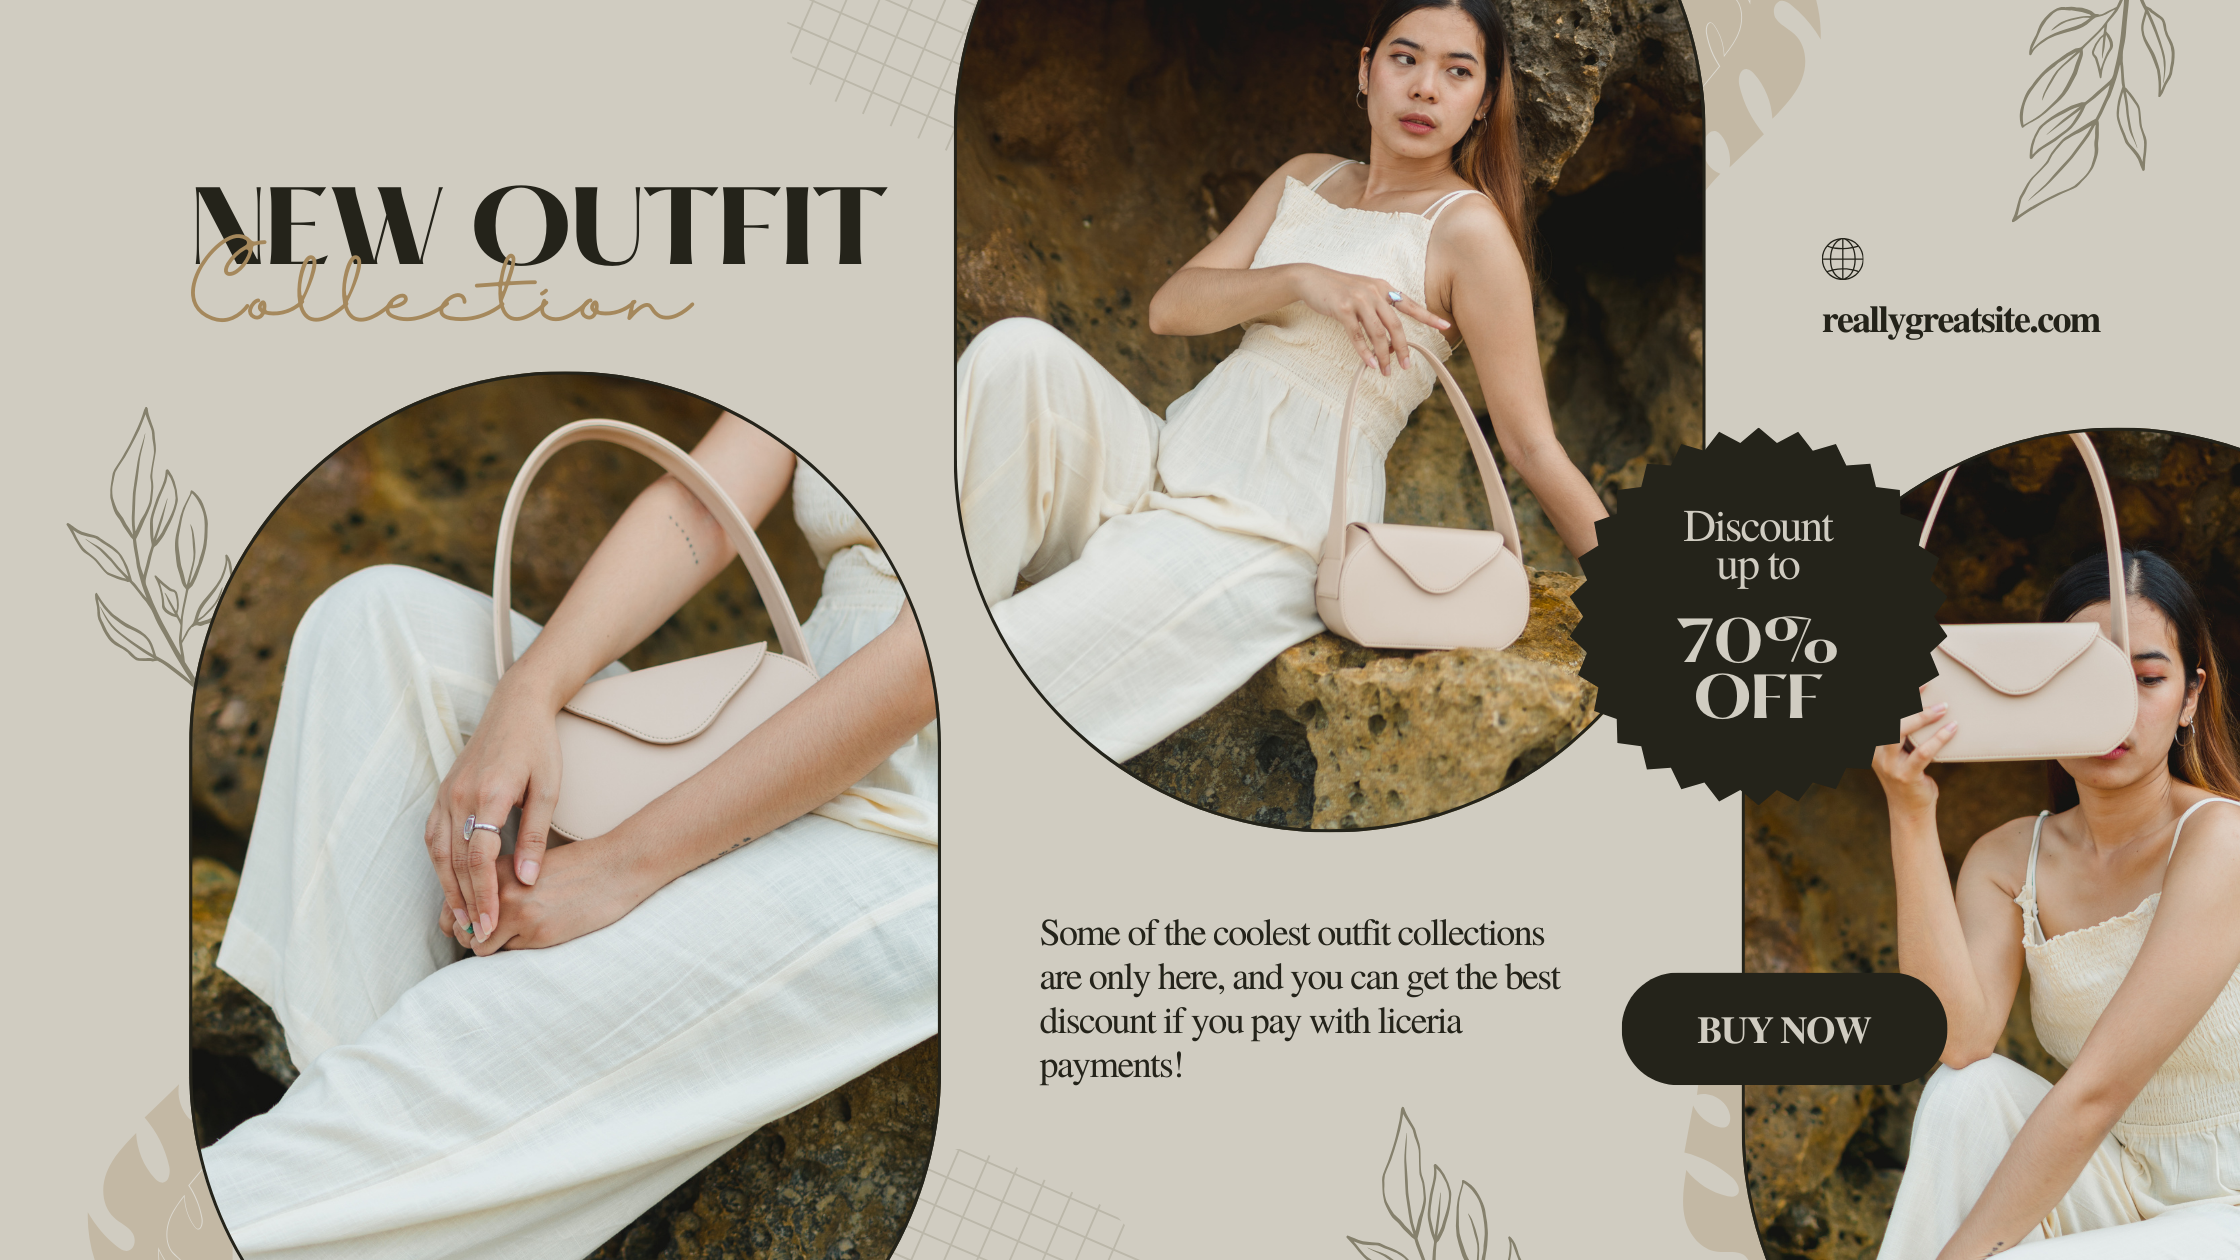 NEW OUTFIT
Collection
reallygreatsite.com
Discount
up to
70%
OFF
Some of the coolest outfit collections
are only here, and you can get the best
discount if you pay with liceria
payments!
BUY NOW